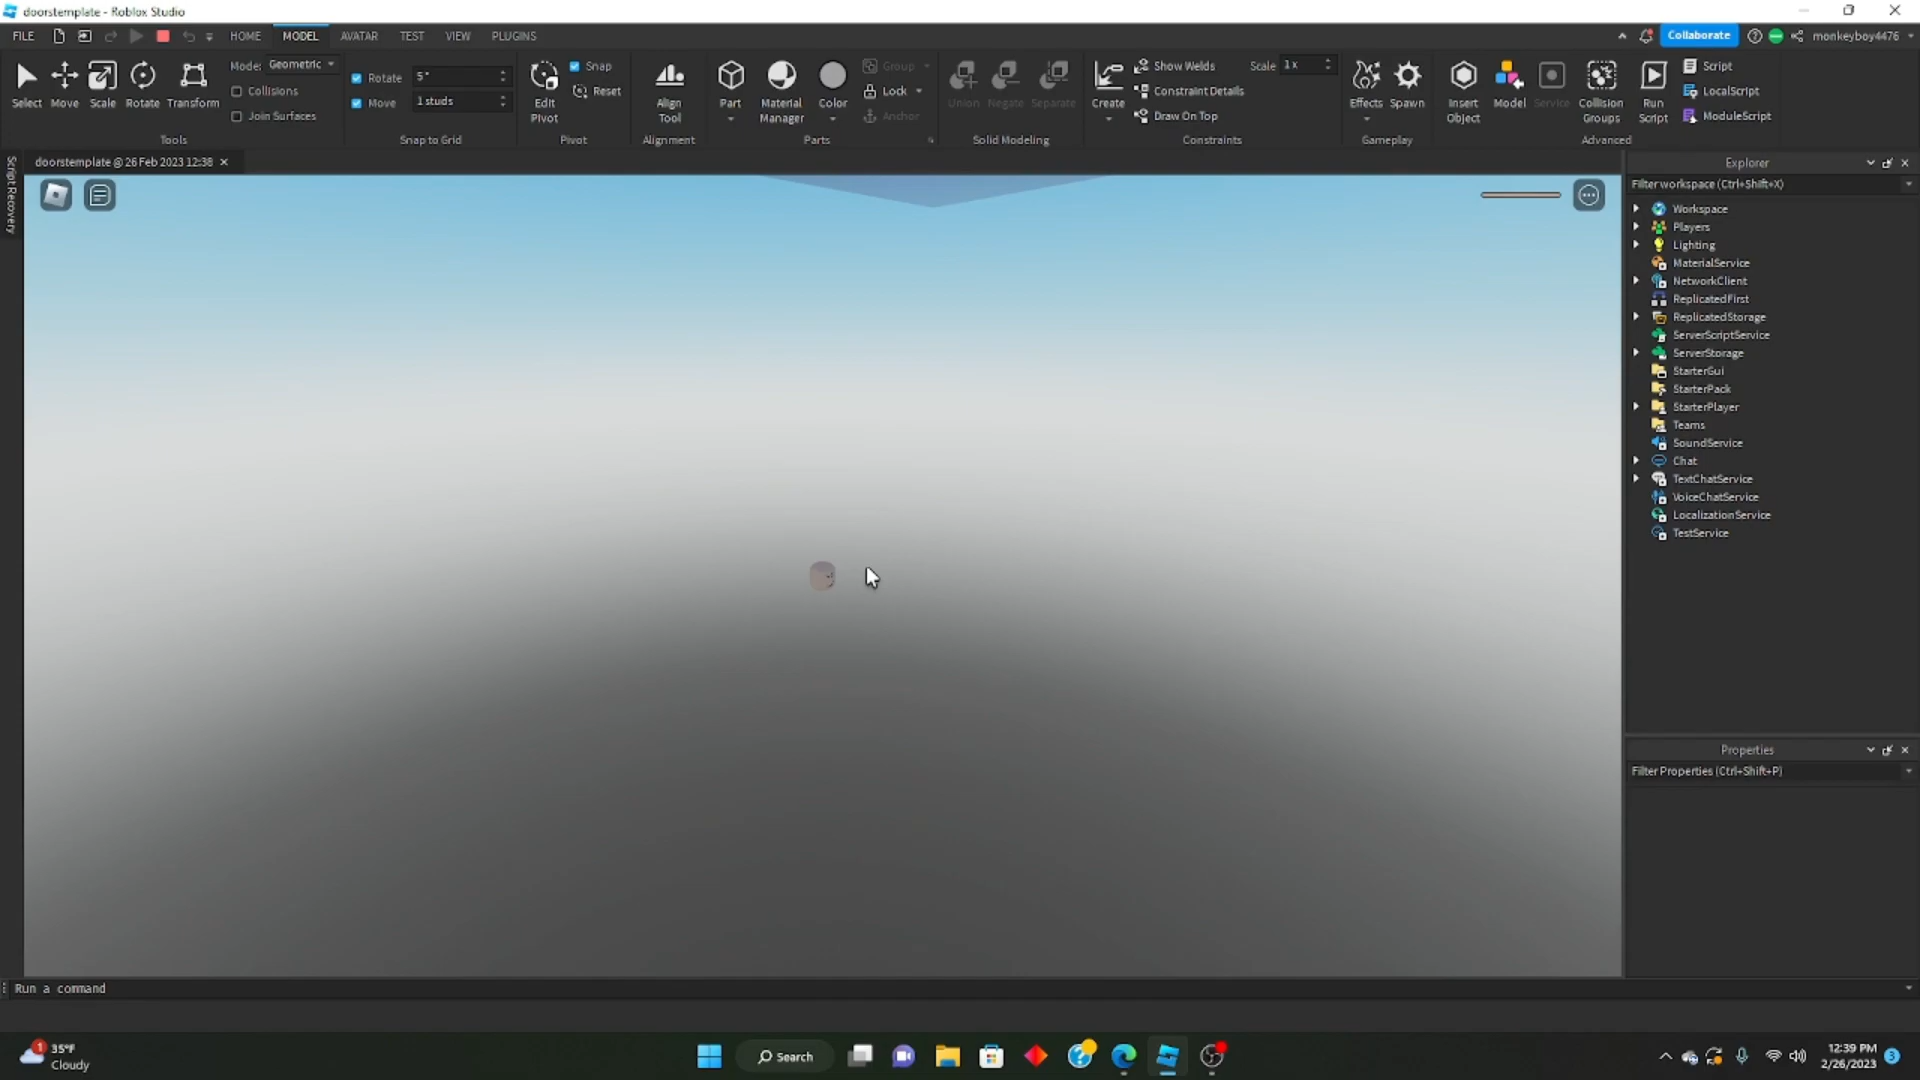 doorstemplate - Roblox Studio
FILE HOME MODEL AVATAR TEST VIEW PLUGINS Collaborate monkeyboy4476
Select Move Scale Rotate Transform
Mode: Geometric
Collisions
Join Surfaces
Tools
Rotate 5°
Move 1 studs
Snap to Grid
Edit Pivot
Snap
Reset
Pivot
Align Tool
Alignment
Part
Material Manager
Color
Group
Lock
Anchor
Parts
Union Negate Separate
Solid Modeling
Create
Show Welds
Constraint Details
Draw On Top
Scale 1x
Constraints
Effects Spawn
Gameplay
Insert Object
Model
Service
Collision Groups
Run Script
Script
LocalScript
ModuleScript
Advanced
Script Recovery
doorstemplate @ 26 Feb 2023 12:38
Explorer
Filter workspace (Ctrl+Shift+X)
Workspace
Players
Lighting
MaterialService
NetworkClient
ReplicatedFirst
ReplicatedStorage
ServerScriptService
ServerStorage
StarterGui
StarterPack
StarterPlayer
Teams
SoundService
Chat
TextChatService
VoiceChatService
LocalizationService
TestService
Properties
Filter Properties (Ctrl+Shift+P)
Run a command
1
35°F
Cloudy
Search
12:39 PM
2/26/2023
3